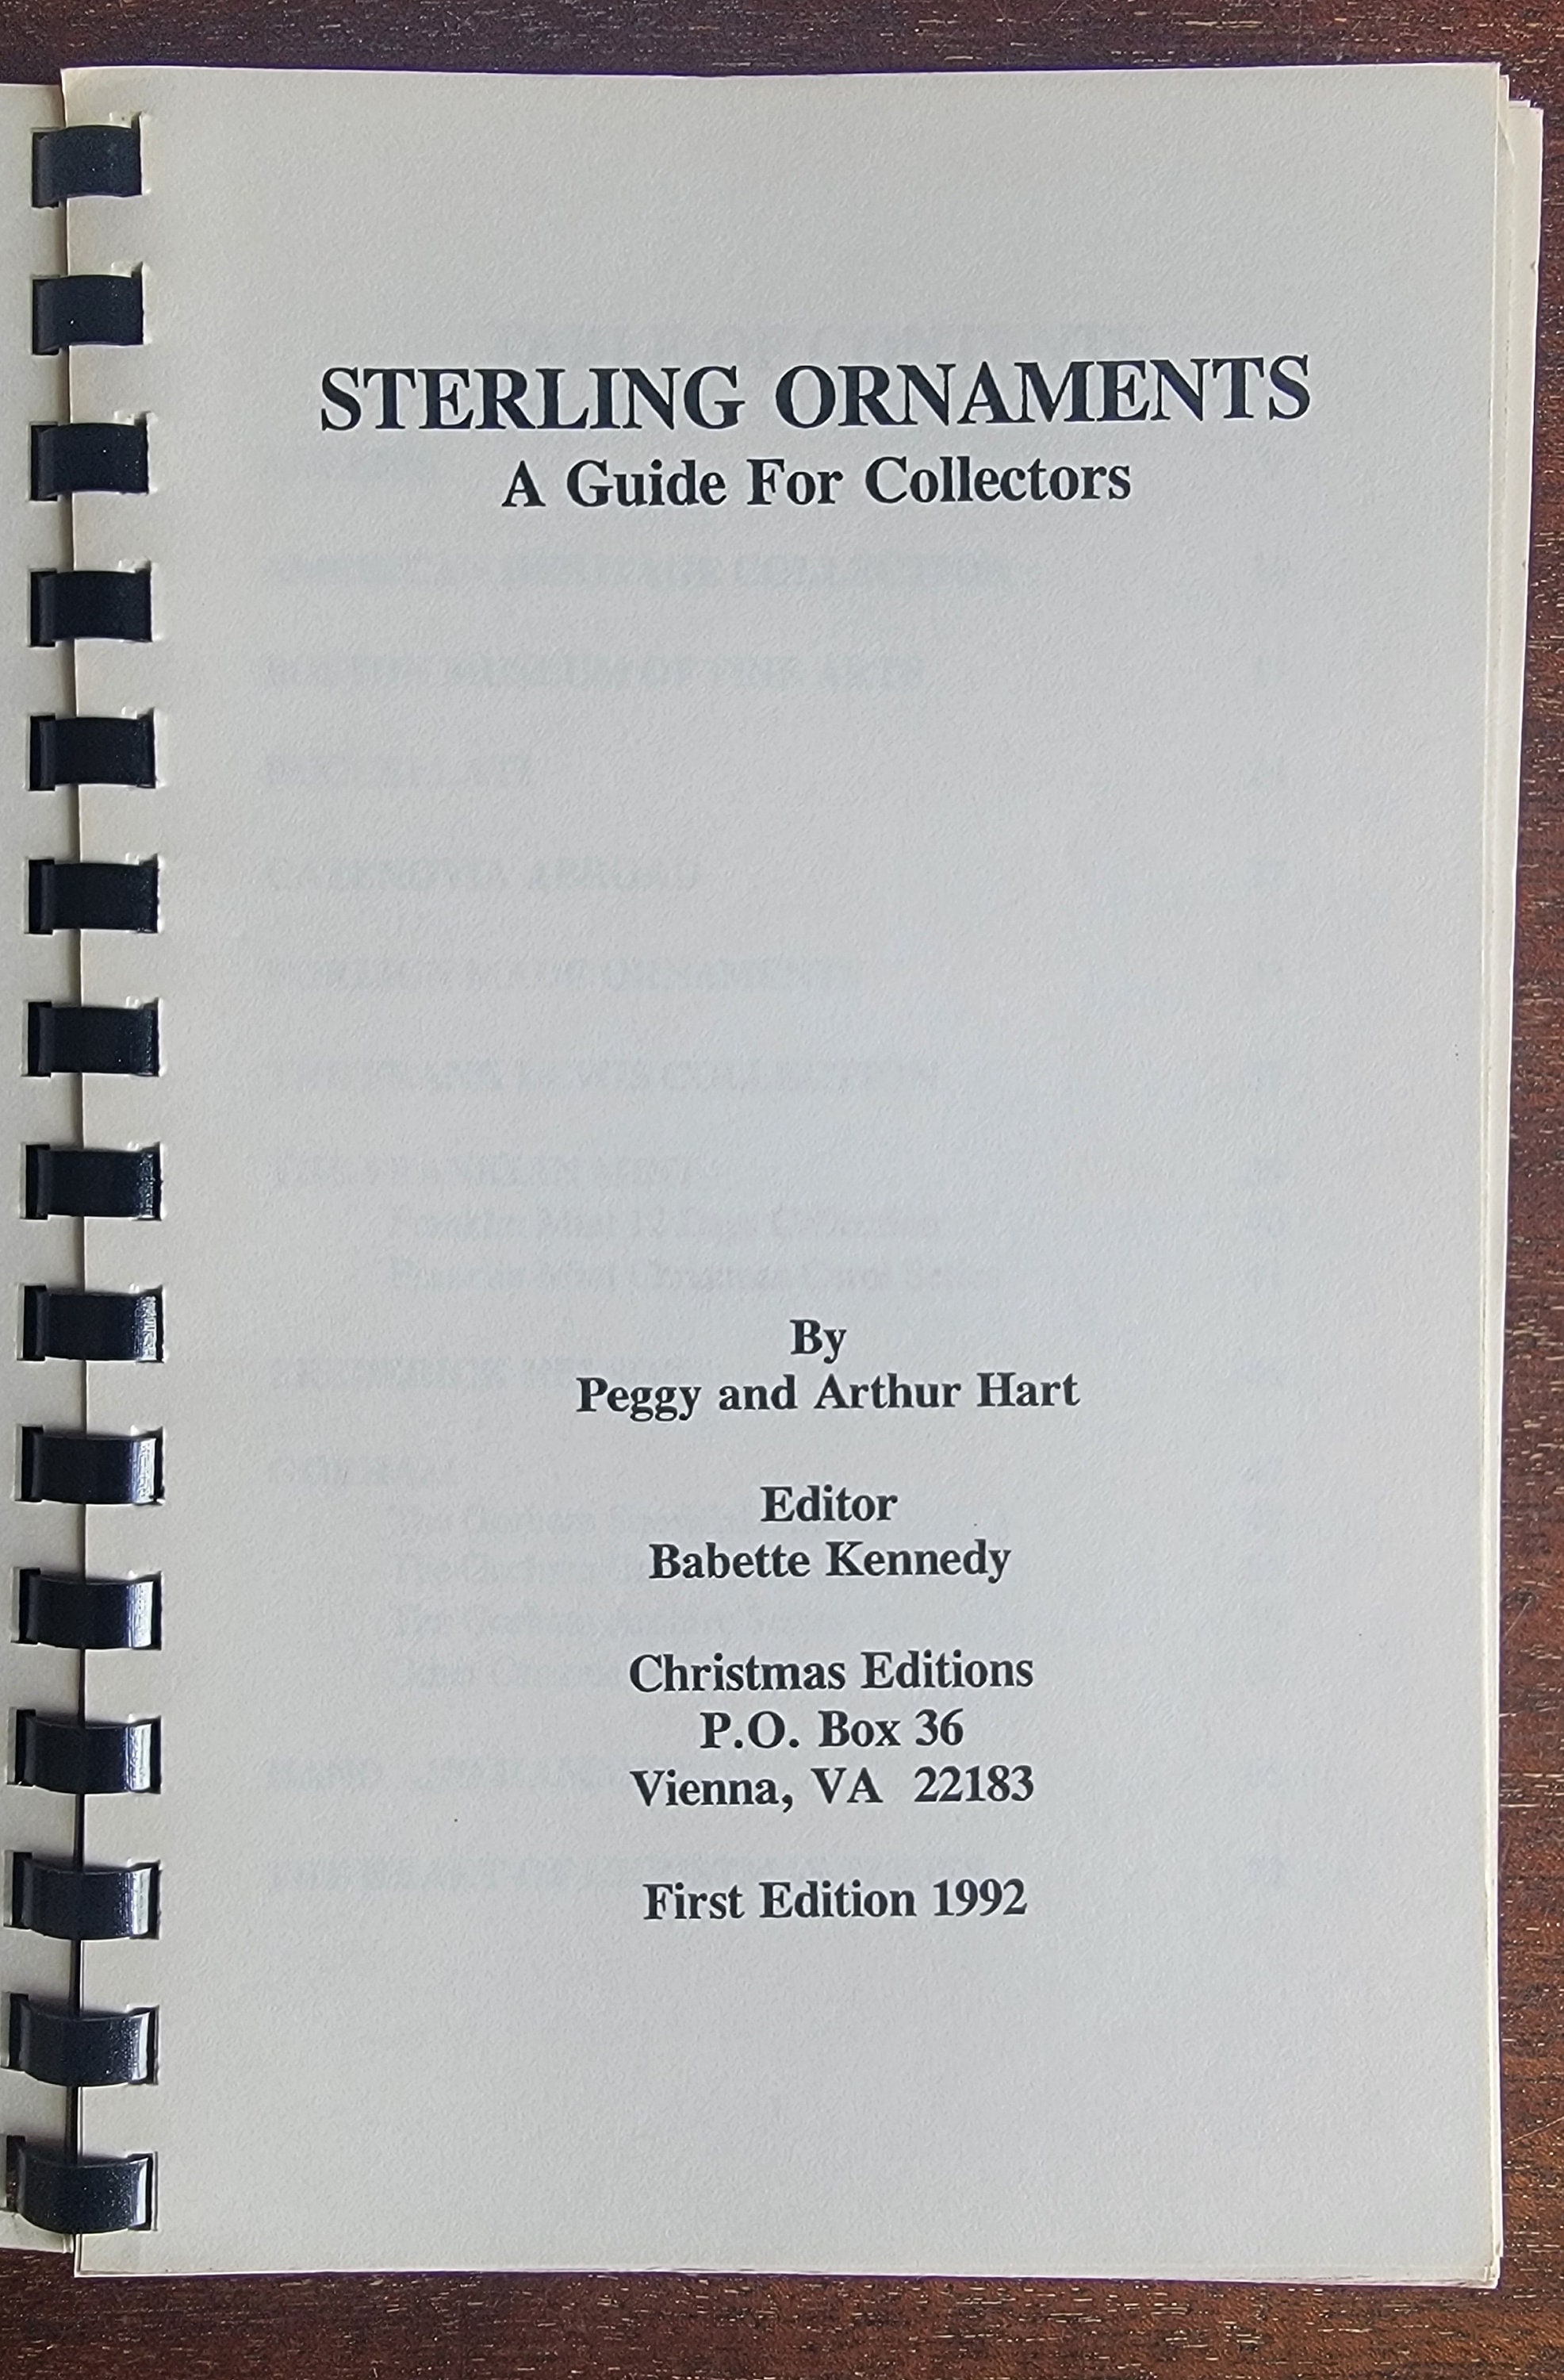 STERLING ORNAMENTS
A Guide For Collectors
By
Peggy and Arthur Hart
Editor
Babette Kennedy
Christmas Editions
P.O. Box 36
Vienna, VA 22183
First Edition 1992